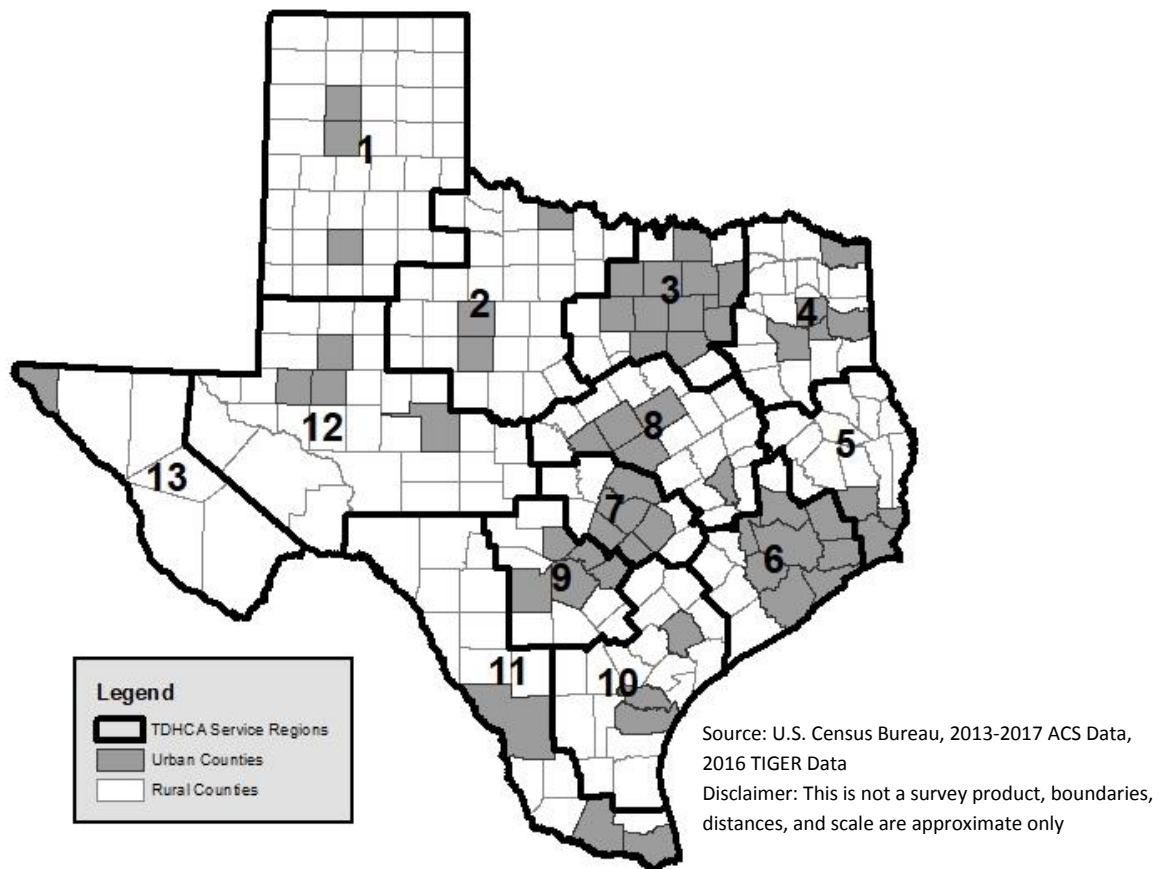 1
2
3
4
5
6
7
8
9
10
11
12
13
Legend
TDHCA Service Regions
Urban Counties
Rural Counties
Source: U.S. Census Bureau, 2013-2017 ACS Data,
2016 TIGER Data
Disclaimer: This is not a survey product, boundaries,
distances, and scale are approximate only